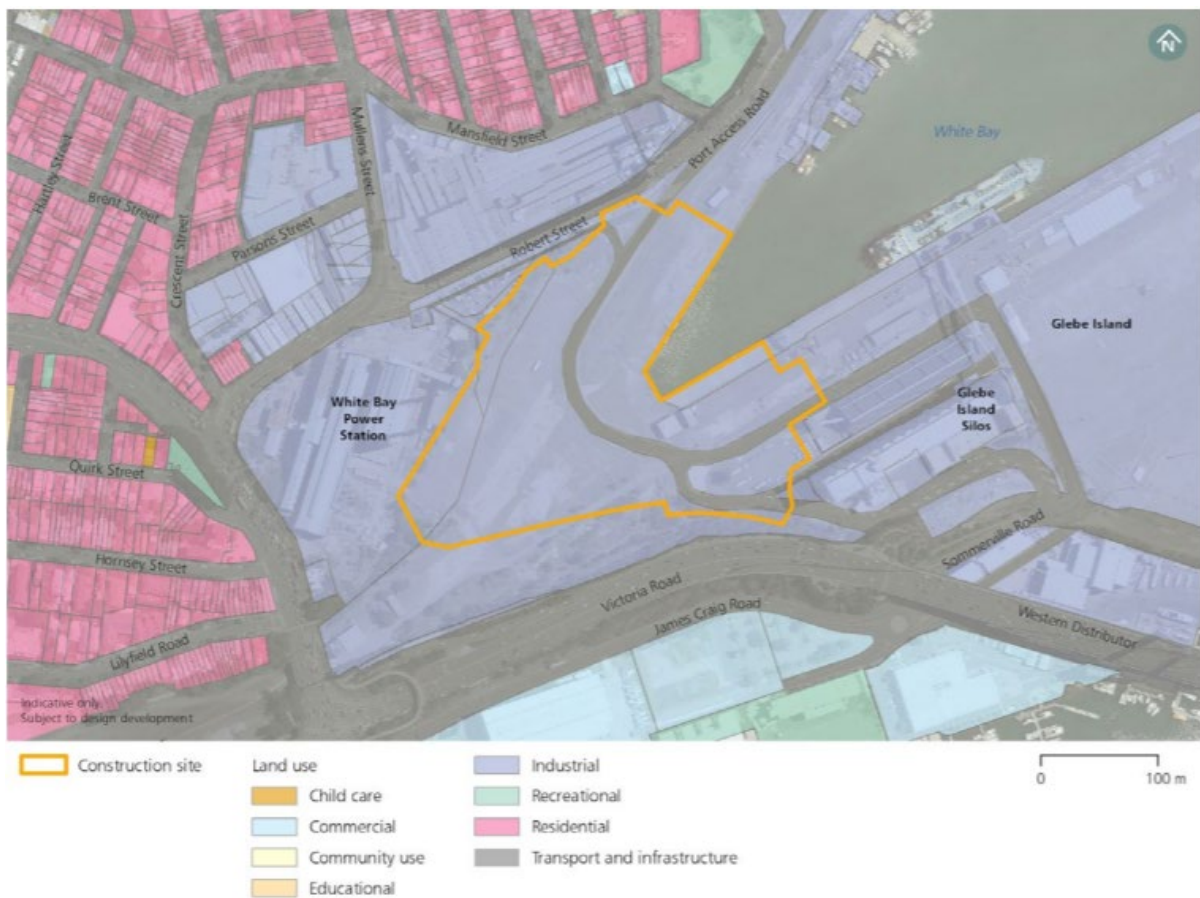 N
Mansfield Street
Port Access Road
White Bay
Mullens Street
Hartley Street
Brent Street
Crescent Street
Parsons Street
Robert Street
Glebe Island
White Bay
Power
Station
Glebe
Island
Silos
Quirk Street
Hornsey Street
Sommerville Road
Victoria Road
James Craig Road
Western Distributor
Lilyfield Road
Indicative only
Subject to design development
Construction site
Land use
Child care
Commercial
Community use
Educational
Industrial
Recreational
Residential
Transport and infrastructure
0 100 m